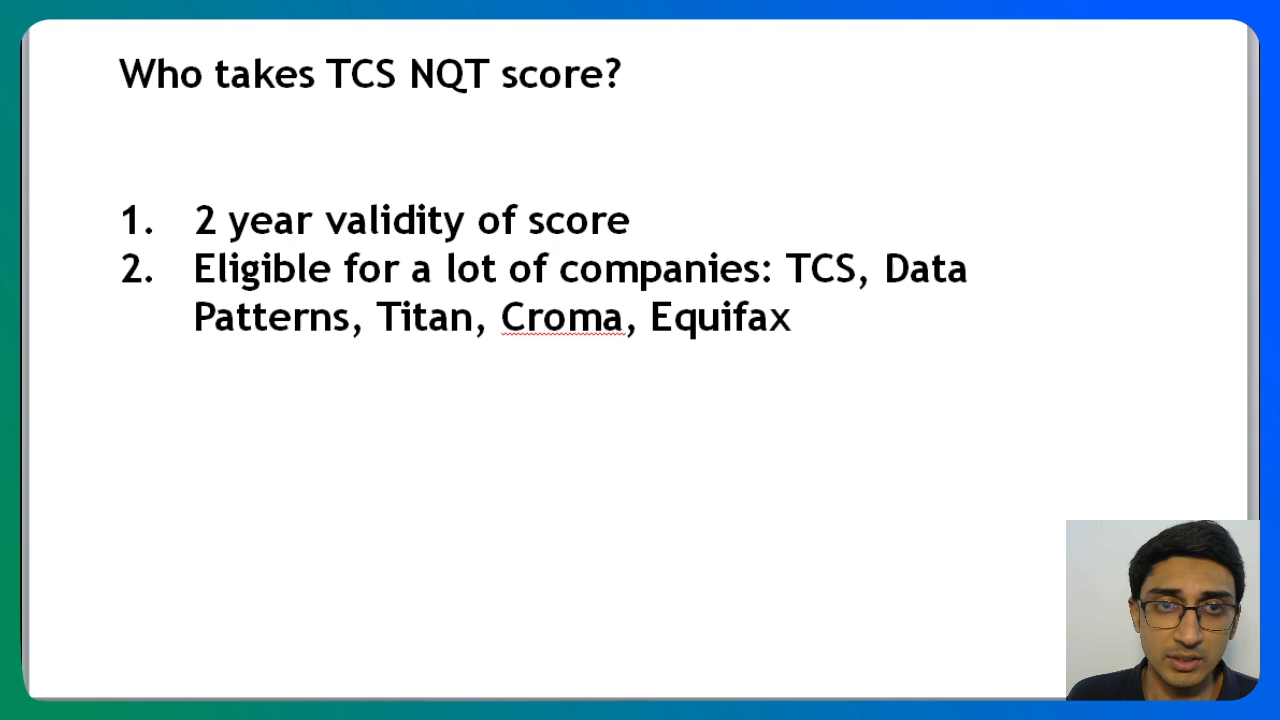 Who takes TCS NQT score?
1. 2 year validity of score
2. Eligible for a lot of companies: TCS, Data
Patterns, Titan, Croma, Equifax